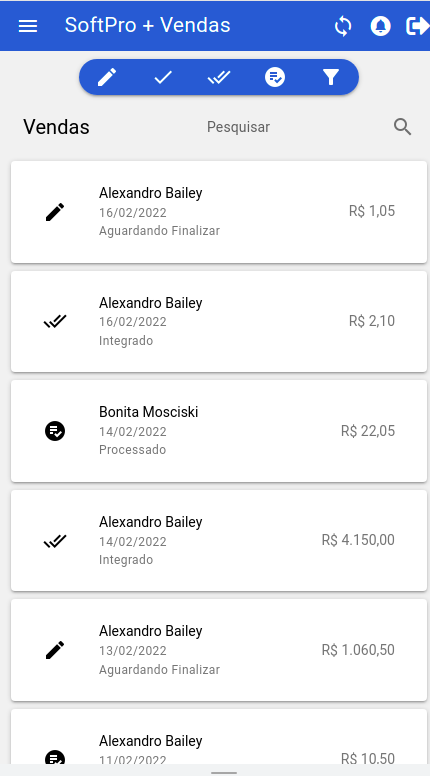 SoftPro + Vendas
Vendas
Pesquisar
Alexandro Bailey
16/02/2022
Aguardando Finalizar
R$ 1,05
Alexandro Bailey
16/02/2022
Integrado
R$ 2,10
Bonita Mosciski
14/02/2022
Processado
R$ 22,05
Alexandro Bailey
14/02/2022
Integrado
R$ 4.150,00
Alexandro Bailey
13/02/2022
Aguardando Finalizar
R$ 1.060,50
Alexandro Bailey
11/02/2022
R$ 10,50